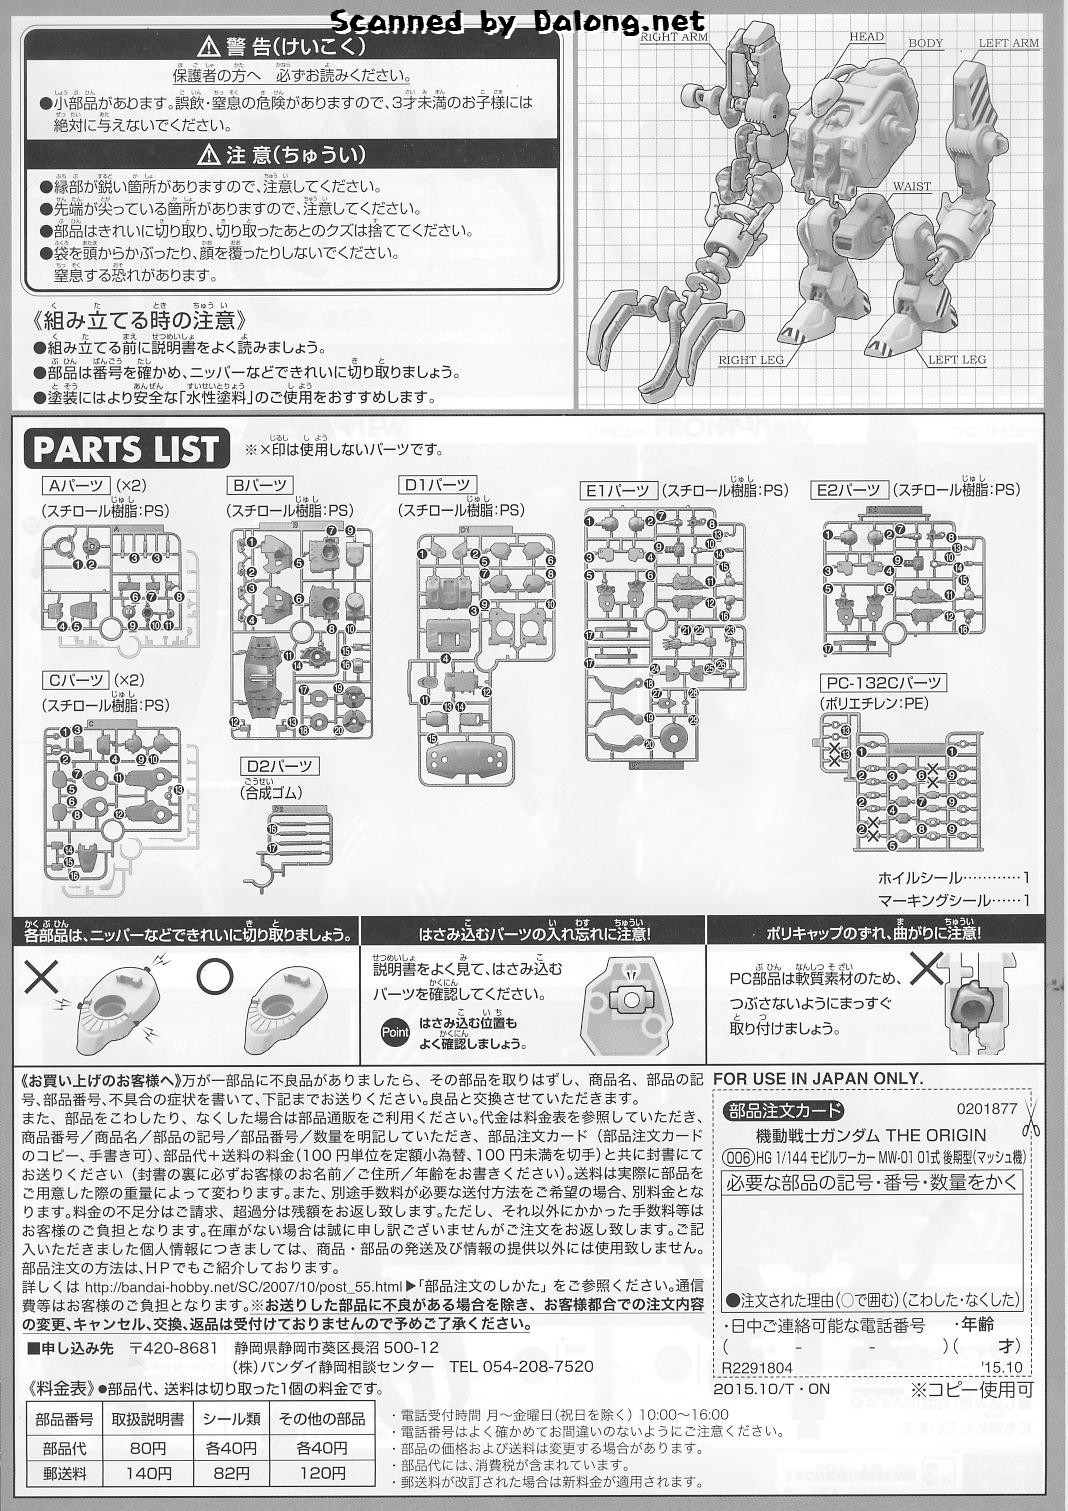 Scanned by Dalong.net
⚠警告(けいこく)
保護者の方へ 必ずお読みください。
●小部品があります。誤飲・窒息の危険がありますので、3才未満のお子様には
絶対に与えないでください。
⚠注意(ちゅうい)
●縁部が鋭い箇所がありますので、注意してください。
●先端が尖っている箇所がありますので、注意してください。
●部品はきれいに切り取り、切り取ったあとのクズは捨ててください。
●袋を頭からかぶったり、顔を覆ったりしないでください。
窒息する恐れがあります。
《組み立てる時の注意》
●組み立てる前に説明書をよく読みましょう。
●部品は番号を確かめ、ニッパーなどできれいに切り取りましょう。
●塗装にはより安全な「水性塗料」のご使用をおすすめします。
RIGHT ARM
HEAD
BODY
LEFT ARM
WAIST
RIGHT LEG
LEFT LEG
PARTS LIST
※×印は使用しないパーツです。
Aパーツ (×2)
(スチロール樹脂:PS)
Bパーツ
(スチロール樹脂:PS)
D1パーツ
(スチロール樹脂:PS)
E1パーツ (スチロール樹脂:PS)
E2パーツ (スチロール樹脂:PS)
Cパーツ (×2)
(スチロール樹脂:PS)
D2パーツ
(合成ゴム)
PC-132Cパーツ
(ポリエチレン:PE)
ホイルシール…………1
マーキングシール……1
各部品は、ニッパーなどできれいに切り取りましょう。
はさみ込むパーツの入れ忘れに注意!
説明書をよく見て、はさみ込む
パーツを確認してください。
Point はさみ込む位置も
よく確認しましょう。
ポリキャップのずれ、曲がりに注意!
PC部品は軟質素材のため、
つぶさないようにまっすぐ
取り付けましょう。
《お買い上げのお客様へ》万が一部品に不良品がありましたら、その部品を取りはずし、商品名、部品の記
号、部品番号、不具合の症状を書いて、下記までお送りください。良品と交換させていただきます。
また、部品をこわしたり、なくした場合は部品通販をご利用ください。代金は料金表を参照していただき、
商品番号／商品名／部品の記号／部品番号／数量を明記していただき、部品注文カード（部品注文カード
のコピー、手書き可）、部品代＋送料の料金（100円単位を定額小為替、100円未満を切手）と共に封書にて
お送りください（封書の裏に必ずお客様のお名前／ご住所／年齢をお書きください）。送料は実際に部品を
ご用意した際の重量によって変わります。また、別途手数料が必要な送付方法をご希望の場合、別料金とな
ります。料金の不足分はご請求、超過分は残額をお返し致します。ただし、それ以外にかかった手数料等は
お客様のご負担となります。在庫がない場合は誠に申し訳ございませんがご注文をお返し致します。ご記
入いただきました個人情報につきましては、商品・部品の発送及び情報の提供以外には使用致しません。
部品注文の方法は、HPでもご紹介しております。
詳しくは http://bandai-hobby.net/SC/2007/10/post_55.html▶「部品注文のしかた」をご参照ください。通信
費等はお客様のご負担となります。※お送りした部品に不良がある場合を除き、お客様都合での注文内容
の変更、キャンセル、交換、返品は受付けておりませんので予めご了承ください。
■申し込み先 〒420-8681 静岡県静岡市葵区長沼500-12
(株)バンダイ静岡相談センター TEL 054-208-7520
《料金表》●部品代、送料は切り取った1個の料金です。
部品番号 取扱説明書 シール類 その他の部品
部品代 80円 各40円 各40円
郵送料 140円 82円 120円
・電話受付時間 月〜金曜日(祝日を除く) 10:00〜16:00
・電話番号はよく確かめてお間違いのないようにご注意ください。
・部品の価格および送料は変更する場合があります。
・部品代には、消費税が含まれています。
・郵送料が改訂された場合は新料金が適用されます。
FOR USE IN JAPAN ONLY.
部品注文カード 0201877
機動戦士ガンダム THE ORIGIN
006 HG 1/144 モビルワーカー MW-01 01式 後期型(マッシュ機)
必要な部品の記号・番号・数量をかく
●注文された理由(○で囲む)(こわした・なくした)
・日中ご連絡可能な電話番号 ・年齢
( - - )( 才)
R2291804 '15.10
2015.10/T・ON ※コピー使用可